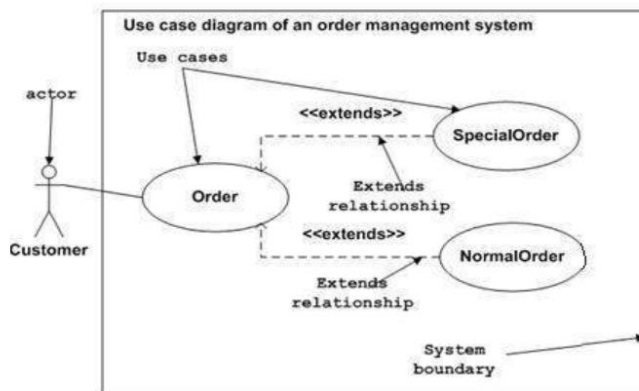 Use case diagram of an order management system
Use cases
actor
<<extends>>
SpecialOrder
Order
Extends
relationship
Customer
<<extends>>
NormalOrder
Extends
relationship
System
boundary